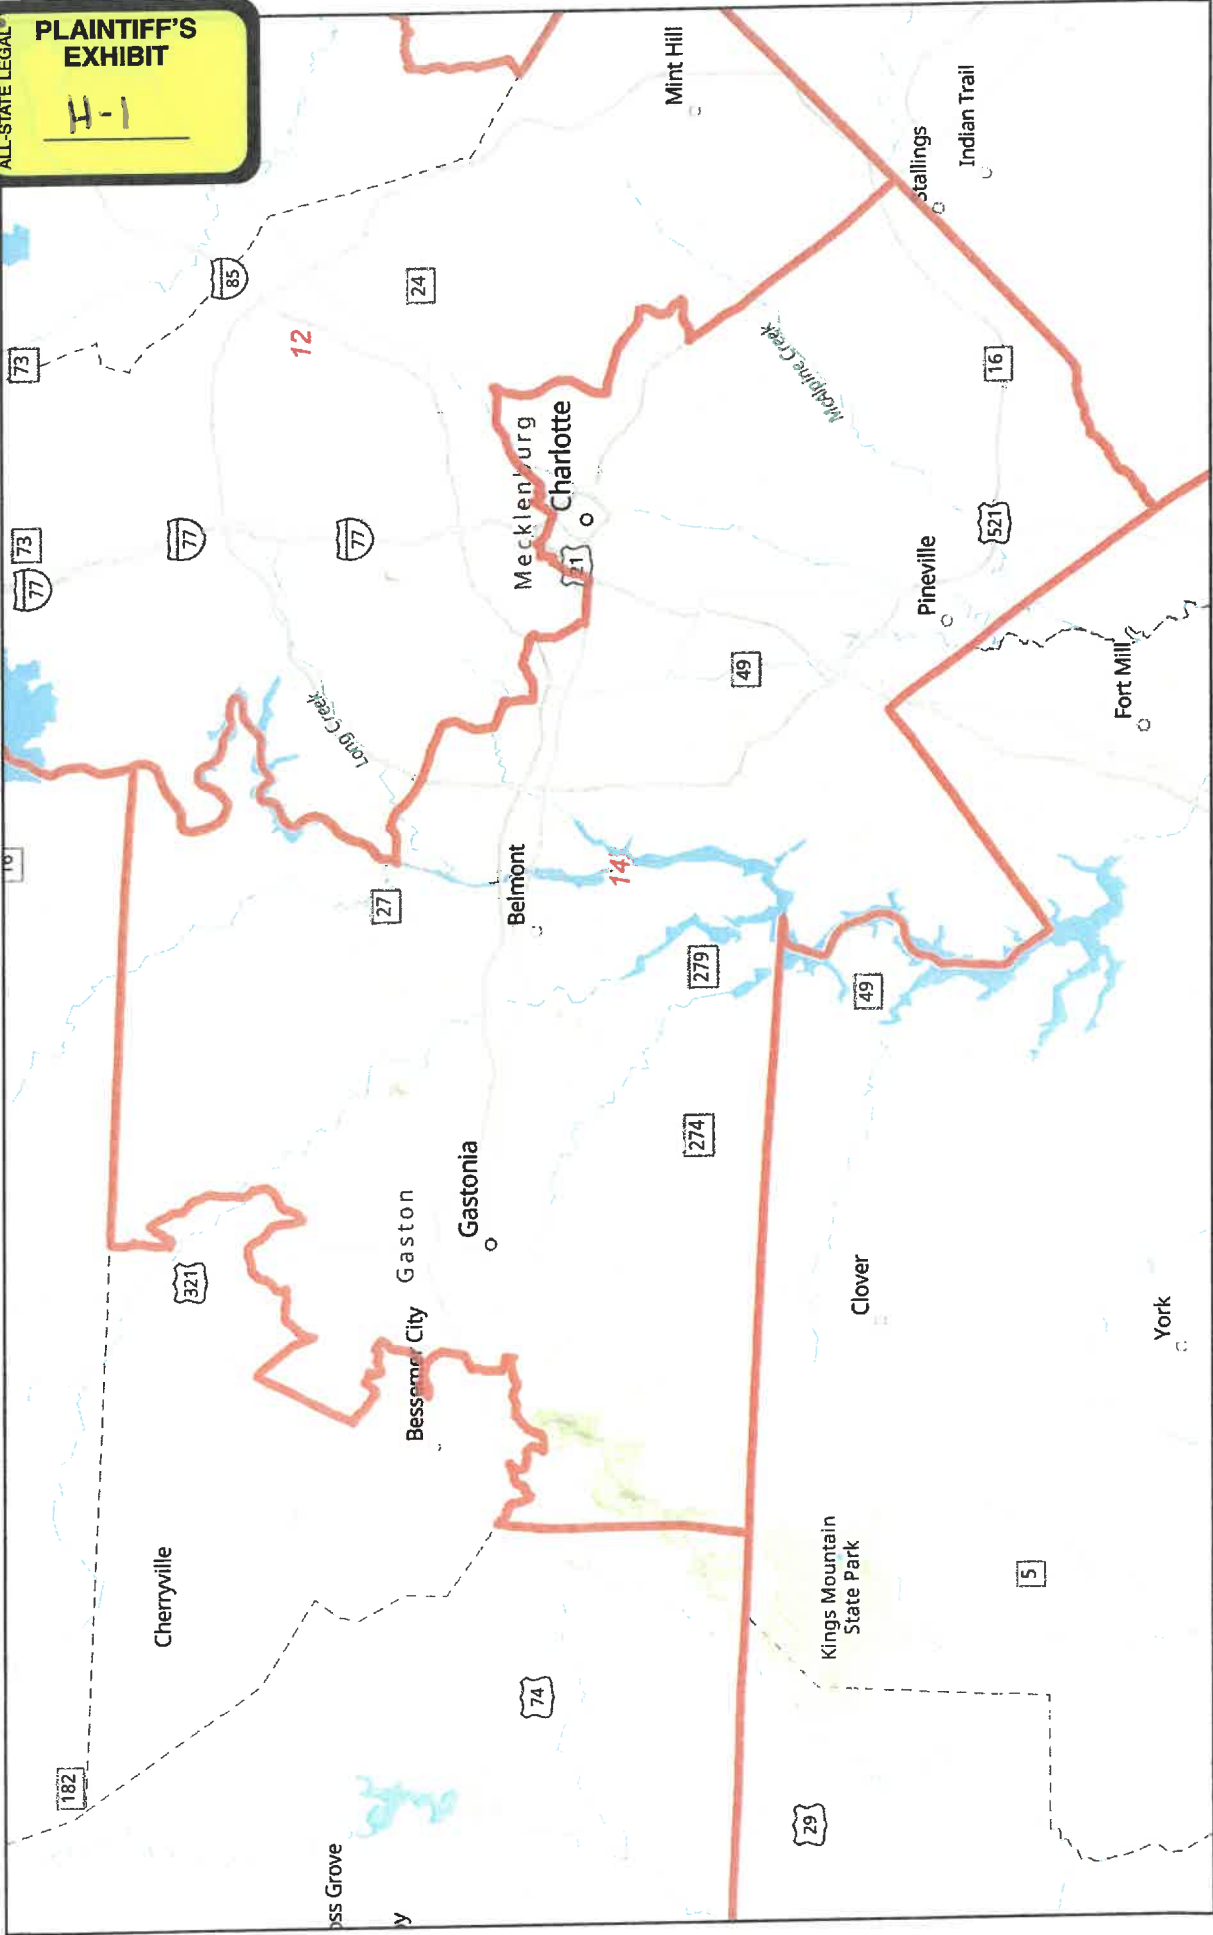 ALL-STATE LEGAL®
PLAINTIFF'S
EXHIBIT
H-1
73
73
77
77
77
85
24
12
Mint Hill
Indian Trail
Stallings
McAlpine Creek
16
521
Mecklenburg
Charlotte
21
Pineville
49
Fort Mill
Long Creek
27
Belmont
14
279
49
274
321
Gaston
Gastonia
Bessemer City
Clover
York
Cherryville
Kings Mountain
State Park
5
74
182
29
oss Grove
y